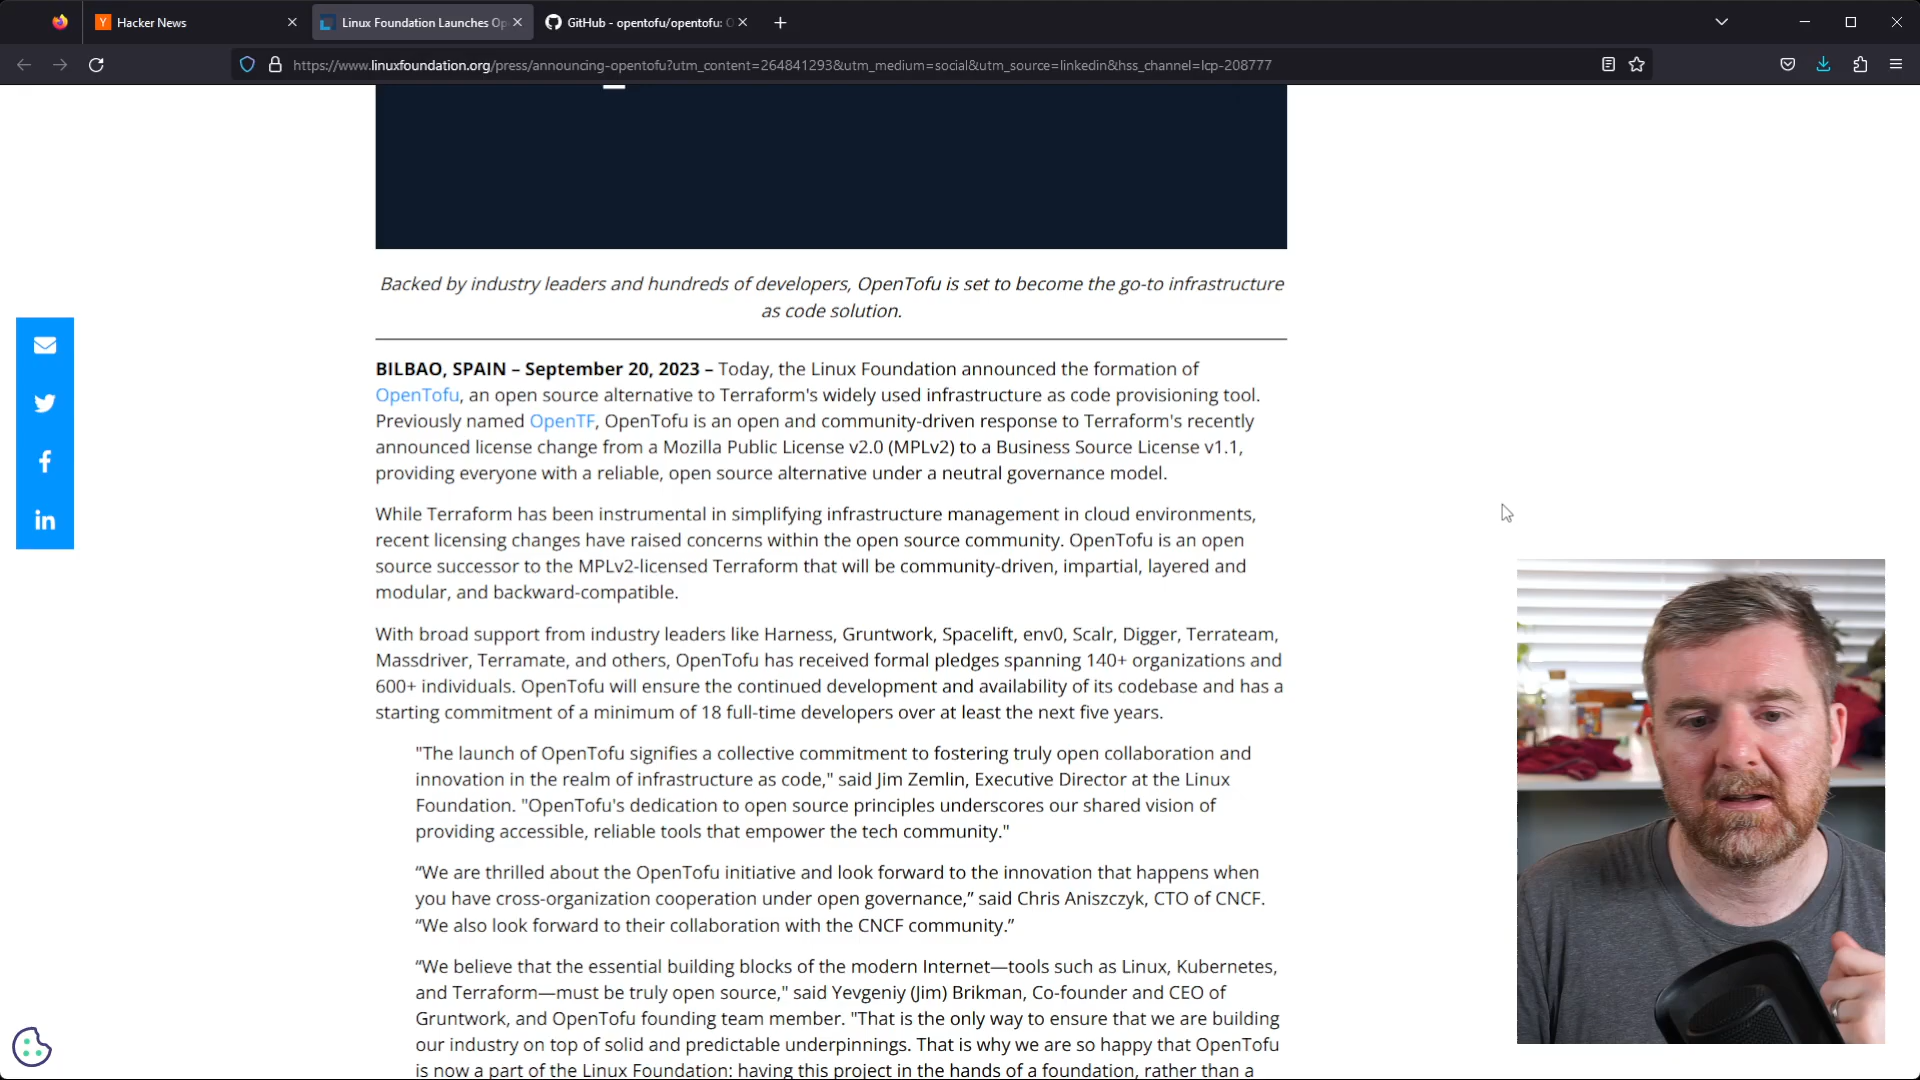 Hacker News
Linux Foundation Launches Op
GitHub - opentofu/opentofu: O
https://www.linuxfoundation.org/press/announcing-opentofu?utm_content=264841293&utm_medium=social&utm_source=linkedin&hss_channel=lcp-208777
Backed by industry leaders and hundreds of developers, OpenTofu is set to become the go-to infrastructure
as code solution.
BILBAO, SPAIN – September 20, 2023 – Today, the Linux Foundation announced the formation of
OpenTofu, an open source alternative to Terraform's widely used infrastructure as code provisioning tool.
Previously named OpenTF, OpenTofu is an open and community-driven response to Terraform's recently
announced license change from a Mozilla Public License v2.0 (MPLv2) to a Business Source License v1.1,
providing everyone with a reliable, open source alternative under a neutral governance model.
While Terraform has been instrumental in simplifying infrastructure management in cloud environments,
recent licensing changes have raised concerns within the open source community. OpenTofu is an open
source successor to the MPLv2-licensed Terraform that will be community-driven, impartial, layered and
modular, and backward-compatible.
With broad support from industry leaders like Harness, Gruntwork, Spacelift, env0, Scalr, Digger, Terrateam,
Massdriver, Terramate, and others, OpenTofu has received formal pledges spanning 140+ organizations and
600+ individuals. OpenTofu will ensure the continued development and availability of its codebase and has a
starting commitment of a minimum of 18 full-time developers over at least the next five years.
"The launch of OpenTofu signifies a collective commitment to fostering truly open collaboration and
innovation in the realm of infrastructure as code," said Jim Zemlin, Executive Director at the Linux
Foundation. "OpenTofu's dedication to open source principles underscores our shared vision of
providing accessible, reliable tools that empower the tech community."
“We are thrilled about the OpenTofu initiative and look forward to the innovation that happens when
you have cross-organization cooperation under open governance,” said Chris Aniszczyk, CTO of CNCF.
“We also look forward to their collaboration with the CNCF community.”
“We believe that the essential building blocks of the modern Internet—tools such as Linux, Kubernetes,
and Terraform—must be truly open source," said Yevgeniy (Jim) Brikman, Co-founder and CEO of
Gruntwork, and OpenTofu founding team member. "That is the only way to ensure that we are building
our industry on top of solid and predictable underpinnings. That is why we are so happy that OpenTofu
is now a part of the Linux Foundation: having this project in the hands of a foundation, rather than a